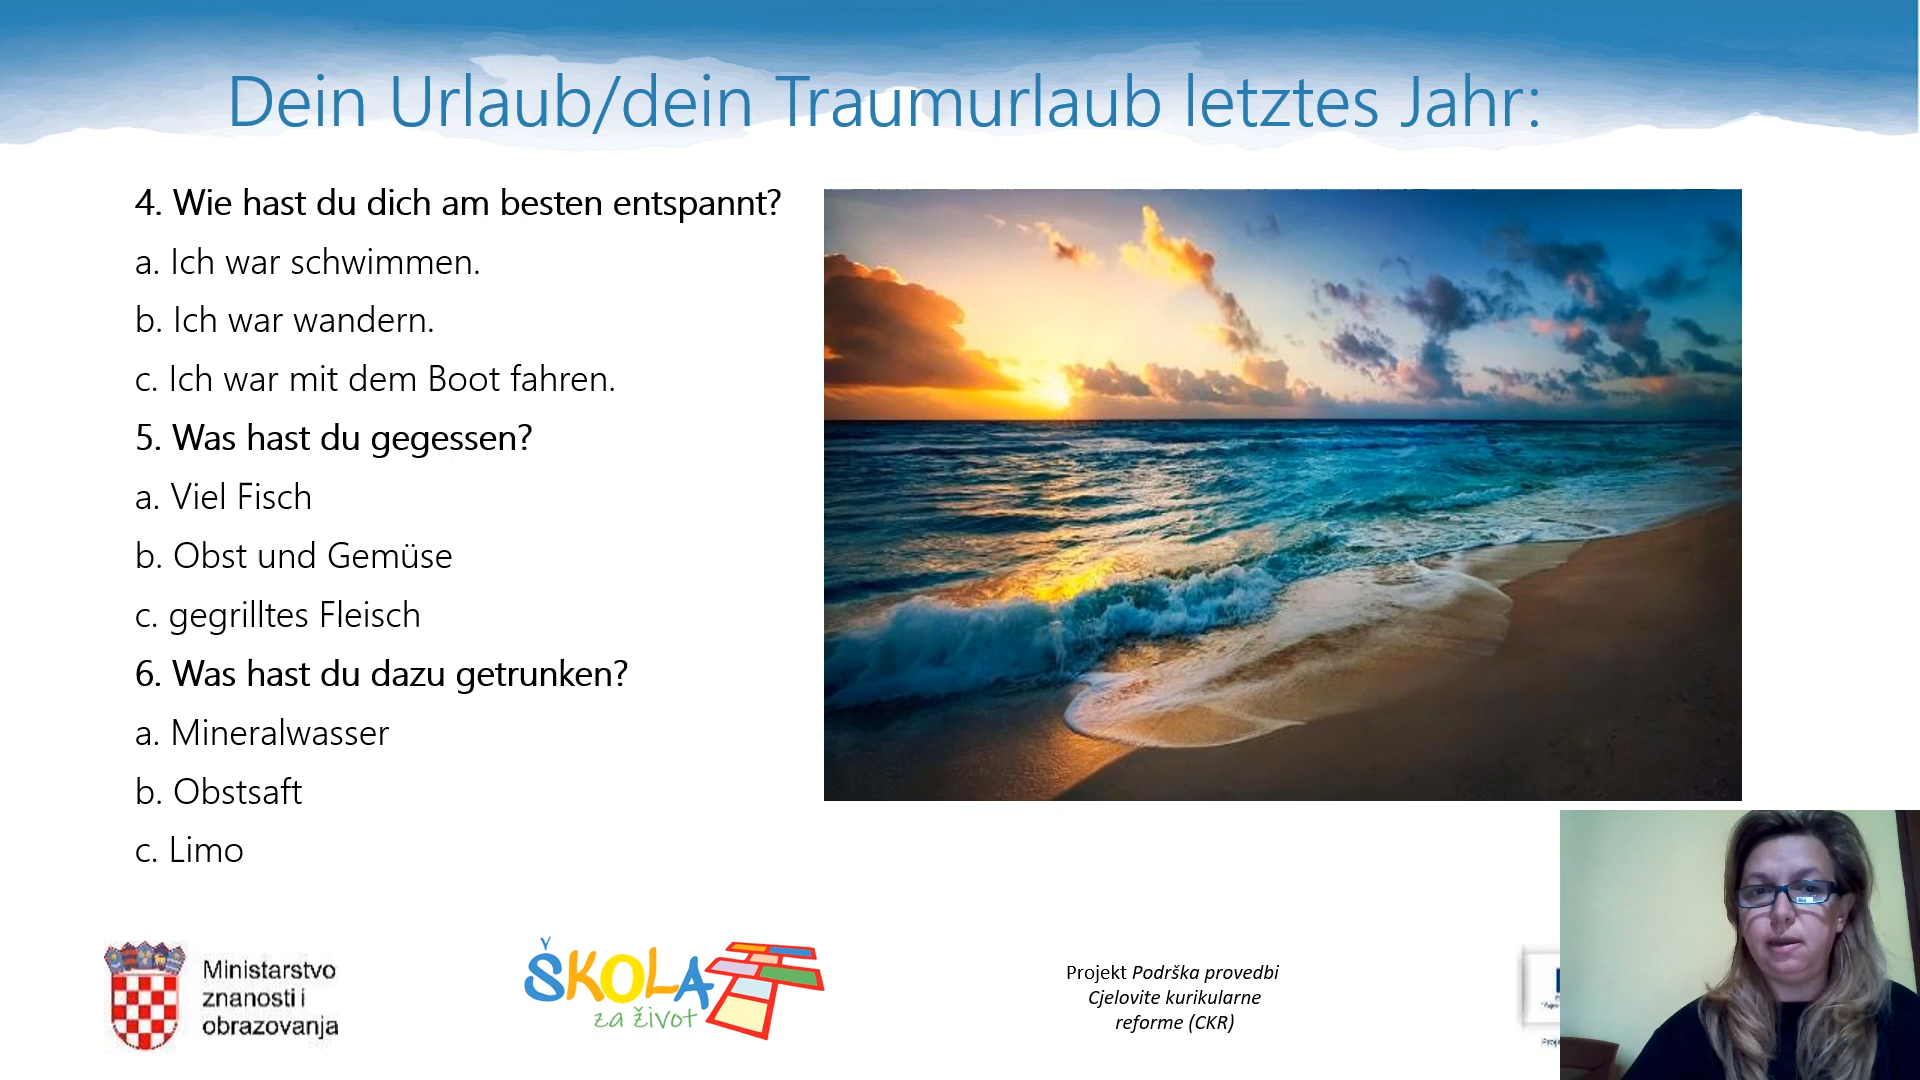 Dein Urlaub/dein Traumurlaub letztes Jahr:
4. Wie hast du dich am besten entspannt?
a. Ich war schwimmen.
b. Ich war wandern.
c. Ich war mit dem Boot fahren.
5. Was hast du gegessen?
a. Viel Fisch
b. Obst und Gemüse
c. gegrilltes Fleisch
6. Was hast du dazu getrunken?
a. Mineralwasser
b. Obstsaft
c. Limo
Ministarstvo
znanosti i
obrazovanja
ŠKOLA
za život
Projekt Podrška provedbi
Cjelovite kurikularne
reforme (CKR)